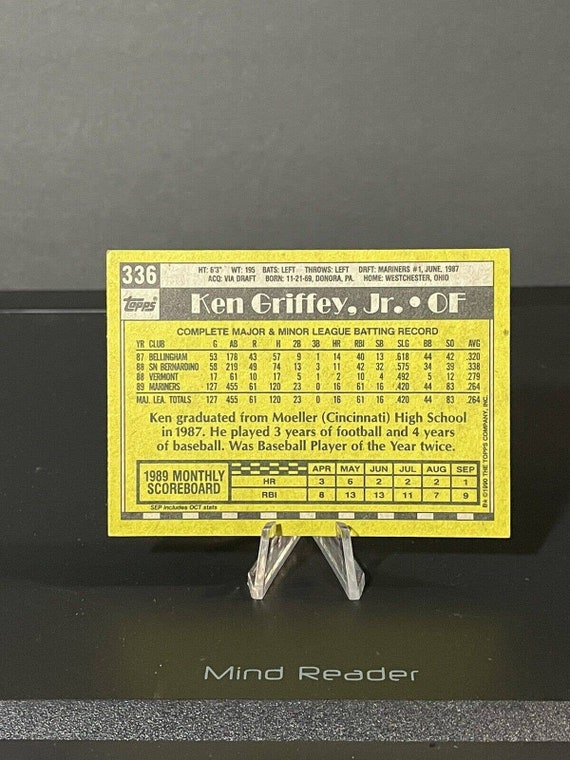 336
HT: 6'3" WT: 195 BATS: LEFT THROWS: LEFT DRFT: MARINERS #1, JUNE, 1987
ACQ: VIA DRAFT BORN: 11-21-69, DONORA, PA. HOME: WESTCHESTER, OHIO
Topps
Ken Griffey, Jr. • OF
COMPLETE MAJOR & MINOR LEAGUE BATTING RECORD
YR CLUB G AB R H 2B 3B HR RBI SB SLG BB SO AVG
87 BELLINGHAM 53 178 43 57 9 1 14 40 13 .618 44 42 .320
88 SN BERNARDINO 58 219 49 74 13 3 11 42 32 .575 34 39 .338
88 VERMONT 17 61 10 17 5 1 2 10 4 .492 5 12 .279
89 MARINERS 127 455 61 120 23 0 16 61 16 .420 44 83 .264
MAJ. LEA. TOTALS 127 455 61 120 23 0 16 61 16 .420 44 83 .264
Ken graduated from Moeller (Cincinnati) High School
in 1987. He played 3 years of football and 4 years
of baseball. Was Baseball Player of the Year twice.
1989 MONTHLY
SCOREBOARD
APR MAY JUN JUL AUG SEP
HR 3 6 2 2 2 1
RBI 8 13 13 11 7 9
SEP includes OCT stats
B* ©1990 THE TOPPS COMPANY, INC.
Mind Reader